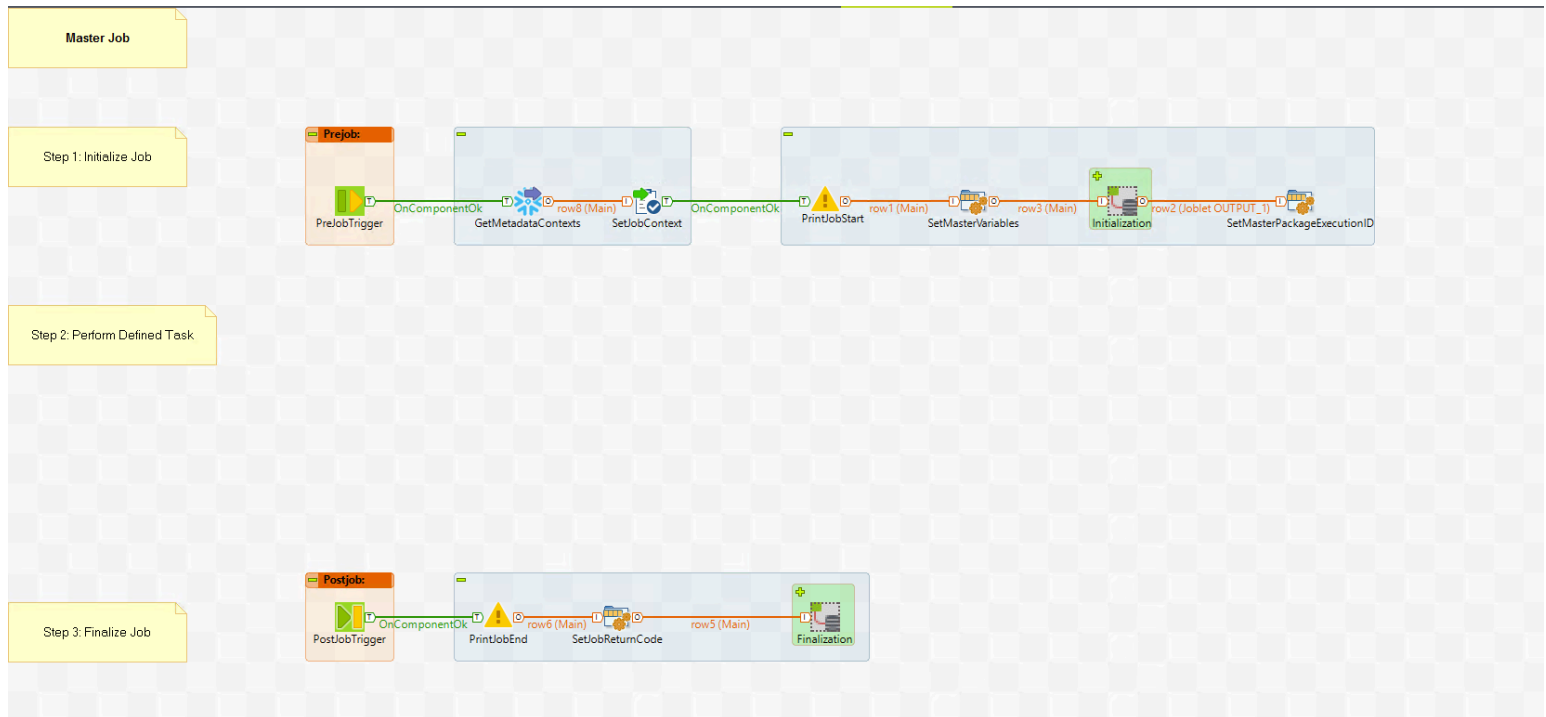 Master Job
Step 1: Initialize Job
Prejob:
PreJobTrigger
OnComponentOk
GetMetadataContexts
row8 (Main)
SetJobContext
OnComponentOk
PrintJobStart
row1 (Main)
SetMasterVariables
row3 (Main)
Initialization
row2 (Joblet OUTPUT_1)
SetMasterPackageExecutionID
Step 2: Perform Defined Task
Step 3: Finalize Job
Postjob:
PostJobTrigger
OnComponentOk
PrintJobEnd
row6 (Main)
SetJobReturnCode
row5 (Main)
Finalization